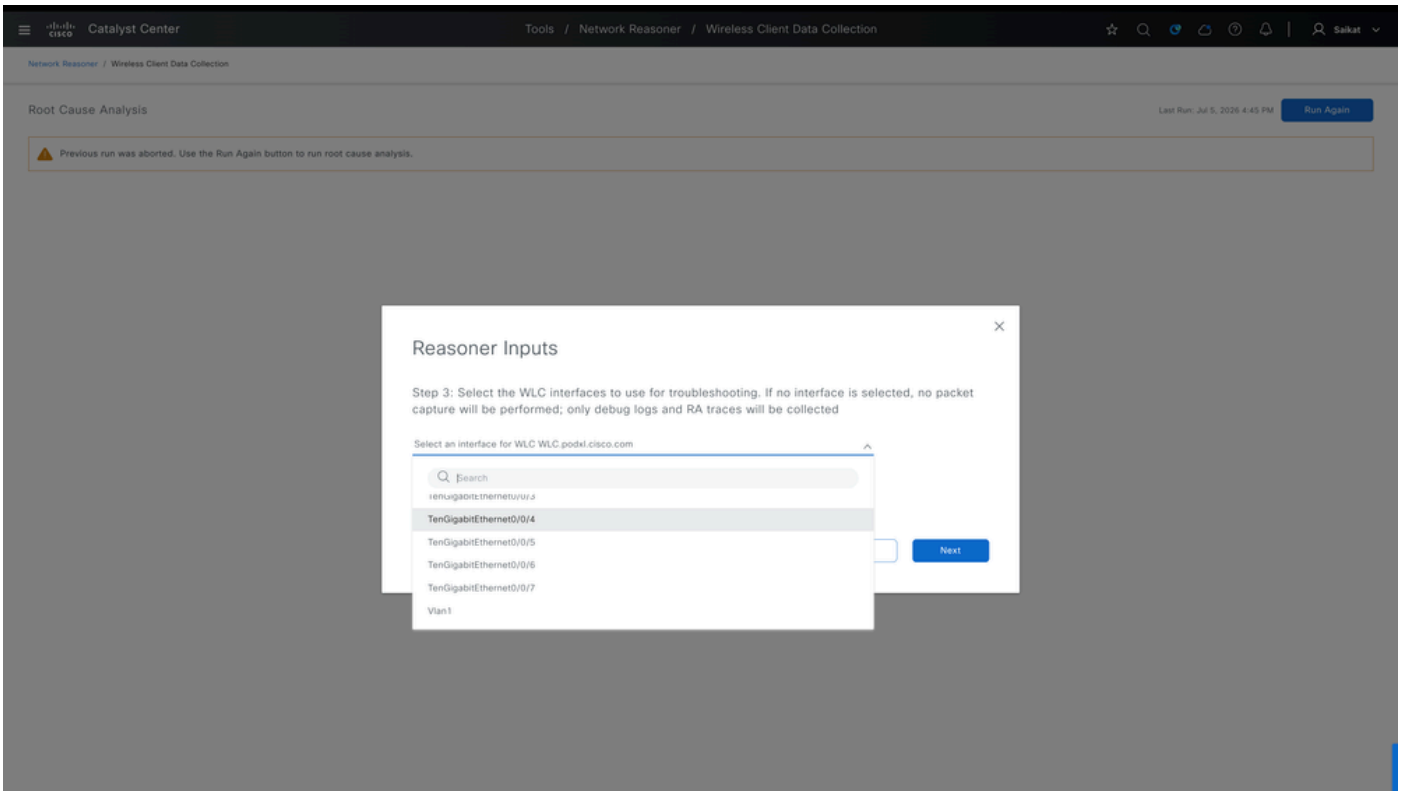 cisco Catalyst Center Tools / Network Reasoner / Wireless Client Data Collection Saikat
Network Reasoner / Wireless Client Data Collection
Root Cause Analysis Last Run: Jul 5, 2026 4:45 PM Run Again
Previous run was aborted. Use the Run Again button to run root cause analysis.
Reasoner Inputs
Step 3: Select the WLC interfaces to use for troubleshooting. If no interface is selected, no packet
capture will be performed; only debug logs and RA traces will be collected
Select an interface for WLC WLC.podxl.cisco.com
Search
TenGigabitEthernet0/0/3
TenGigabitEthernet0/0/4
TenGigabitEthernet0/0/5
Next
TenGigabitEthernet0/0/6
TenGigabitEthernet0/0/7
Vlan1